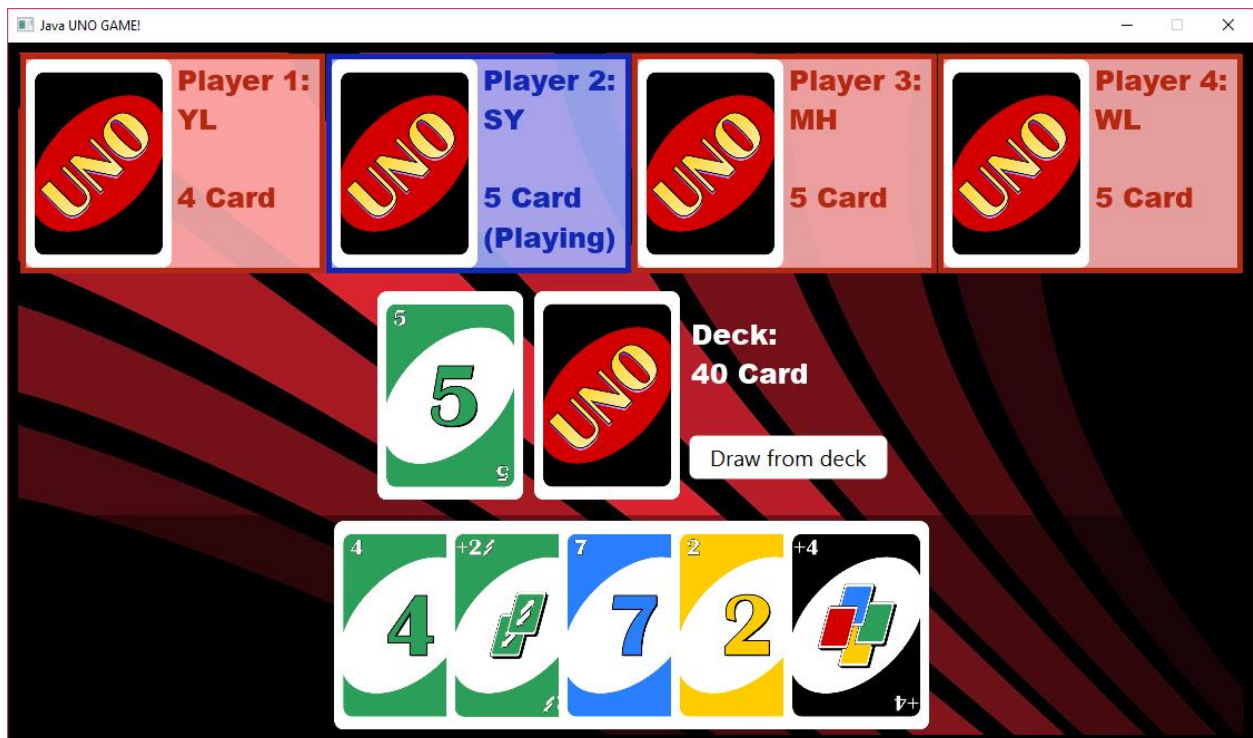 Java UNO GAME!
UNO
Player 1:
YL
4 Card
UNO
Player 2:
SY
5 Card
(Playing)
UNO
Player 3:
MH
5 Card
UNO
Player 4:
WL
5 Card
5
5
5
UNO
Deck:
40 Card
Draw from deck
4
4
+2
7
7
2
2
+4
+4